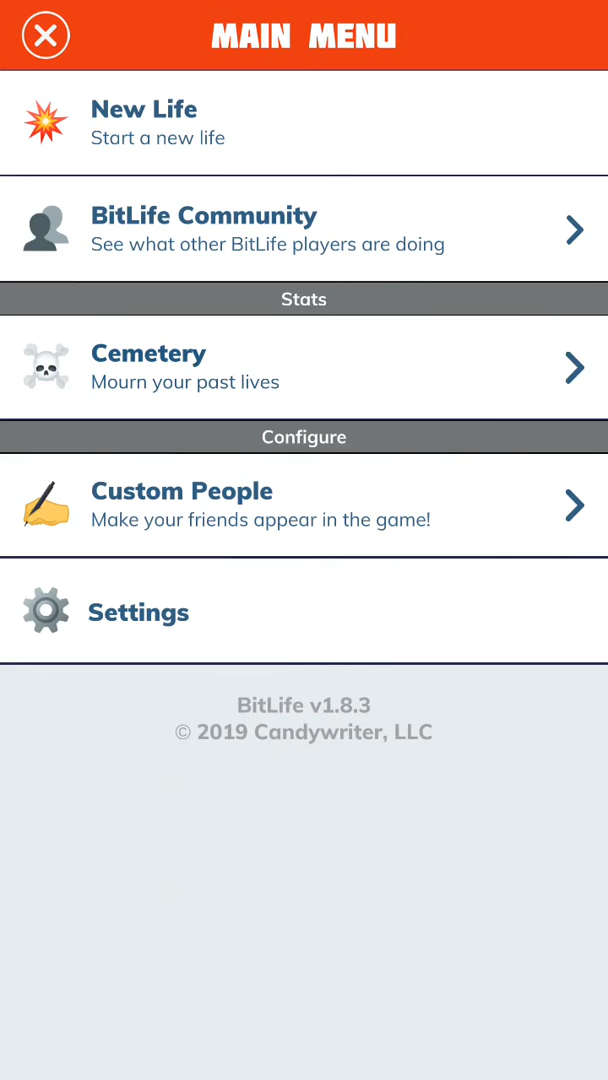 MAIN MENU
New Life
Start a new life
BitLife Community
See what other BitLife players are doing
Stats
Cemetery
Mourn your past lives
Configure
Custom People
Make your friends appear in the game!
Settings
BitLife v1.8.3
© 2019 Candywriter, LLC